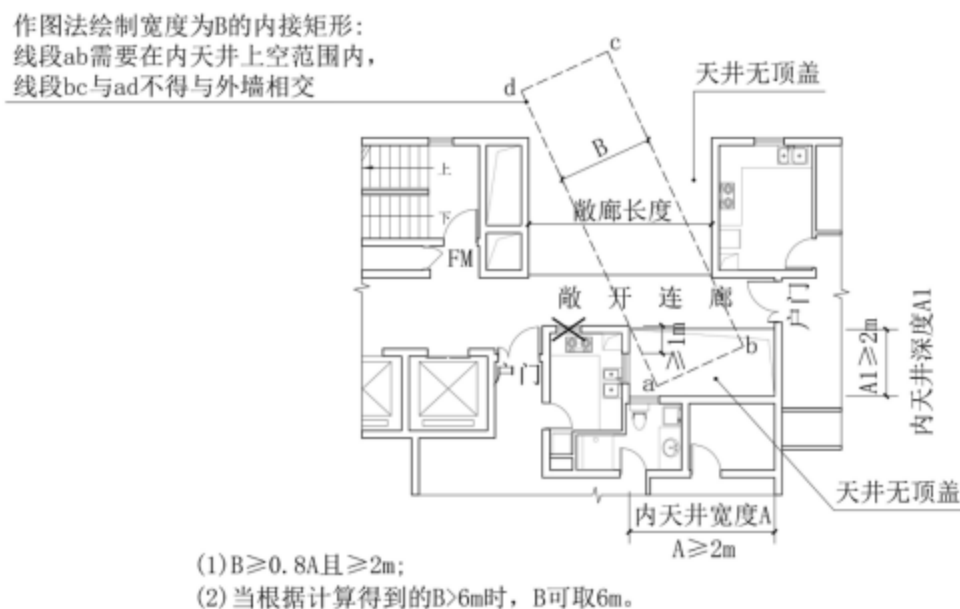 作图法绘制宽度为B的内接矩形:
线段ab需要在内天井上空范围内,
线段bc与ad不得与外墙相交
c
d
天井无顶盖
B
上
敞廊长度
下
FM
敞开连廊
户门
≥1m
b
户门
a
A1≥2m
内天井深度A1
天井无顶盖
内天井宽度A
A≥2m
(1)B≥0.8A且≥2m;
(2)当根据计算得到的B>6m时, B可取6m。